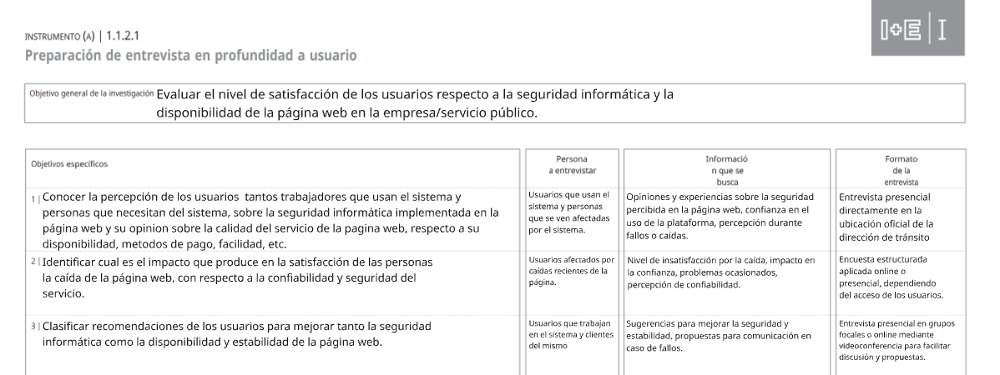 INSTRUMENTO (A) | 1.1.2.1
Preparación de entrevista en profundidad a usuario
I+E | I
Objetivo general de la investigación Evaluar el nivel de satisfacción de los usuarios respecto a la seguridad informática y la
disponibilidad de la página web en la empresa/servicio público.
Objetivos específicos
Persona
a entrevistar
Informació
n que se
busca
Formato
de la
entrevista
1 | Conocer la percepción de los usuarios tantos trabajadores que usan el sistema y
personas que necesitan del sistema, sobre la seguridad informática implementada en la
página web y su opinion sobre la calidad del servicio de la pagina web, respecto a su
disponibilidad, metodos de pago, facilidad, etc.
Usuarios que usan el
sistema y personas
que se ven afectadas
por el sistema.
Opiniones y experiencias sobre la seguridad
percibida en la página web, confianza en el
uso de la plataforma, percepción durante
fallos o caídas.
Entrevista presencial
directamente en la
ubicación oficial de la
dirección de tránsito
2 | Identificar cual es el impacto que produce en la satisfacción de las personas
la caída de la página web, con respecto a la confiabilidad y seguridad del
servicio.
Usuarios afectados por
caídas recientes de la
página.
Nivel de insatisfacción por la caída, impacto en
la confianza, problemas ocasionados,
percepción de confiabilidad.
Encuesta estructurada
aplicada online o
presencial, dependiendo
del acceso de los usuarios.
3 | Clasificar recomendaciones de los usuarios para mejorar tanto la seguridad
informática como la disponibilidad y estabilidad de la página web.
Usuarios que trabajan
en el sistema y clientes
del mismo
Sugerencias para mejorar la seguridad y
estabilidad, propuestas para comunicación en
caso de fallos.
Entrevista presencial en grupos
focales o online mediante
videoconferencia para facilitar
discusión y propuestas.